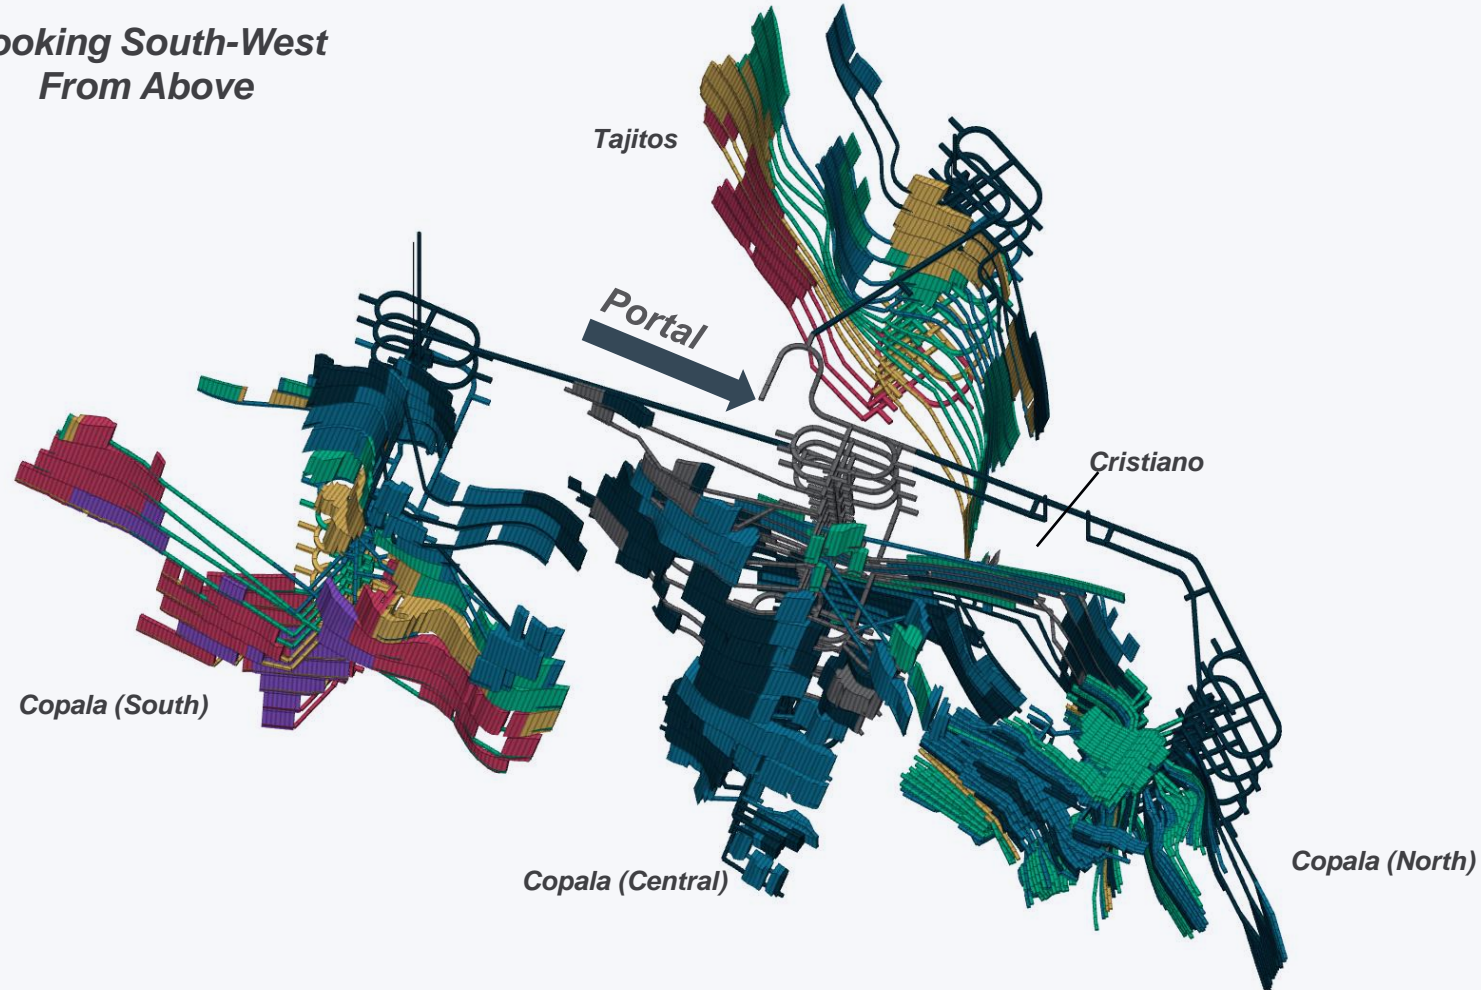 ooking South-West
From Above
Tajitos
Portal
Cristiano
Copala (South)
Copala (Central)
Copala (North)